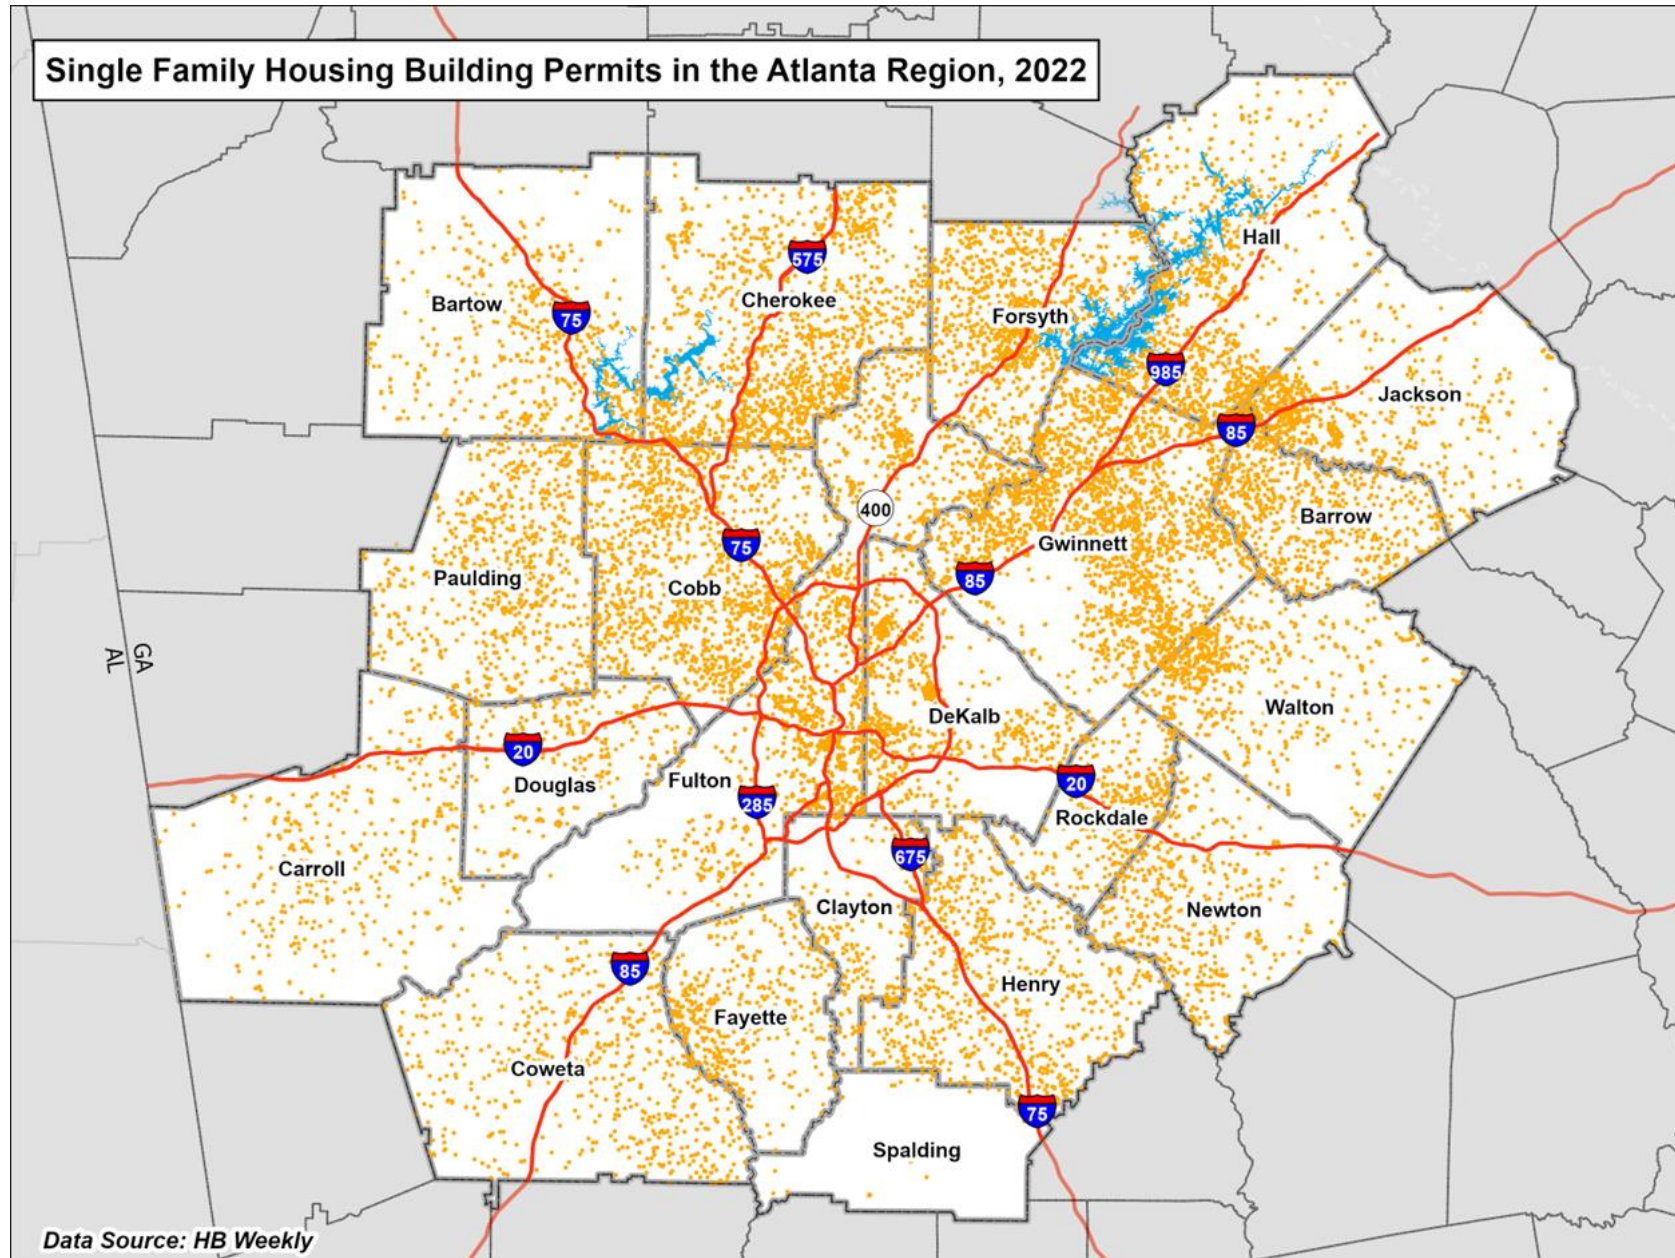 Single Family Housing Building Permits in the Atlanta Region, 2022
Hall
575
Cherokee
Bartow
75
Forsyth
985
Jackson
85
400
Barrow
75
Gwinnett
85
Paulding
Cobb
GA
AL
Walton
DeKalb
20
Douglas
Fulton
285
20
Rockdale
675
Carroll
Clayton
Newton
85
Henry
Fayette
Coweta
75
Spalding
Data Source: HB Weekly